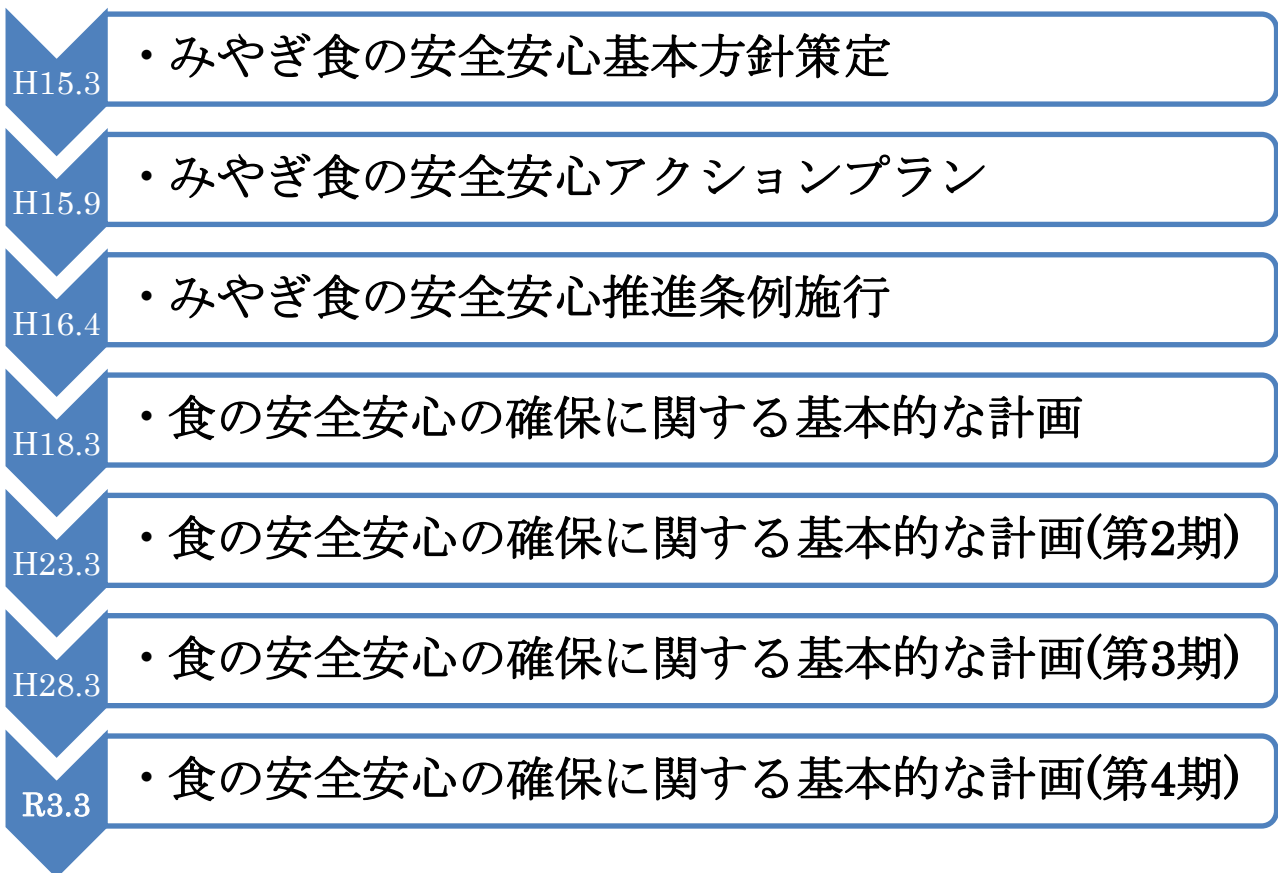 H15.3
・みやぎ食の安全安心基本方針策定
H15.9
・みやぎ食の安全安心アクションプラン
H16.4
・みやぎ食の安全安心推進条例施行
H18.3
・食の安全安心の確保に関する基本的な計画
H23.3
・食の安全安心の確保に関する基本的な計画(第2期)
H28.3
・食の安全安心の確保に関する基本的な計画(第3期)
R3.3
・食の安全安心の確保に関する基本的な計画(第4期)